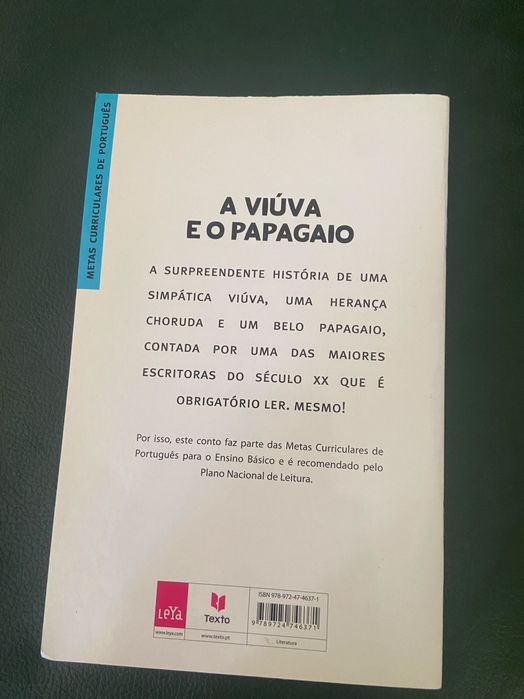 METAS CURRICULARES DE PORTUGUÊS
A VIÚVA
E O PAPAGAIO
A SURPREENDENTE HISTÓRIA DE UMA
SIMPÁTICA VIÚVA, UMA HERANÇA
CHORUDA E UM BELO PAPAGAIO,
CONTADA POR UMA DAS MAIORES
ESCRITORAS DO SÉCULO XX QUE É
OBRIGATÓRIO LER. MESMO!
Por isso, este conto faz parte das Metas Curriculares de
Português para o Ensino Básico e é recomendado pelo
Plano Nacional de Leitura.
LeYa
www.leya.com
Texto
www.texto.pt
ISBN 978-972-47-4637-1
9 789724 746371
Literatura